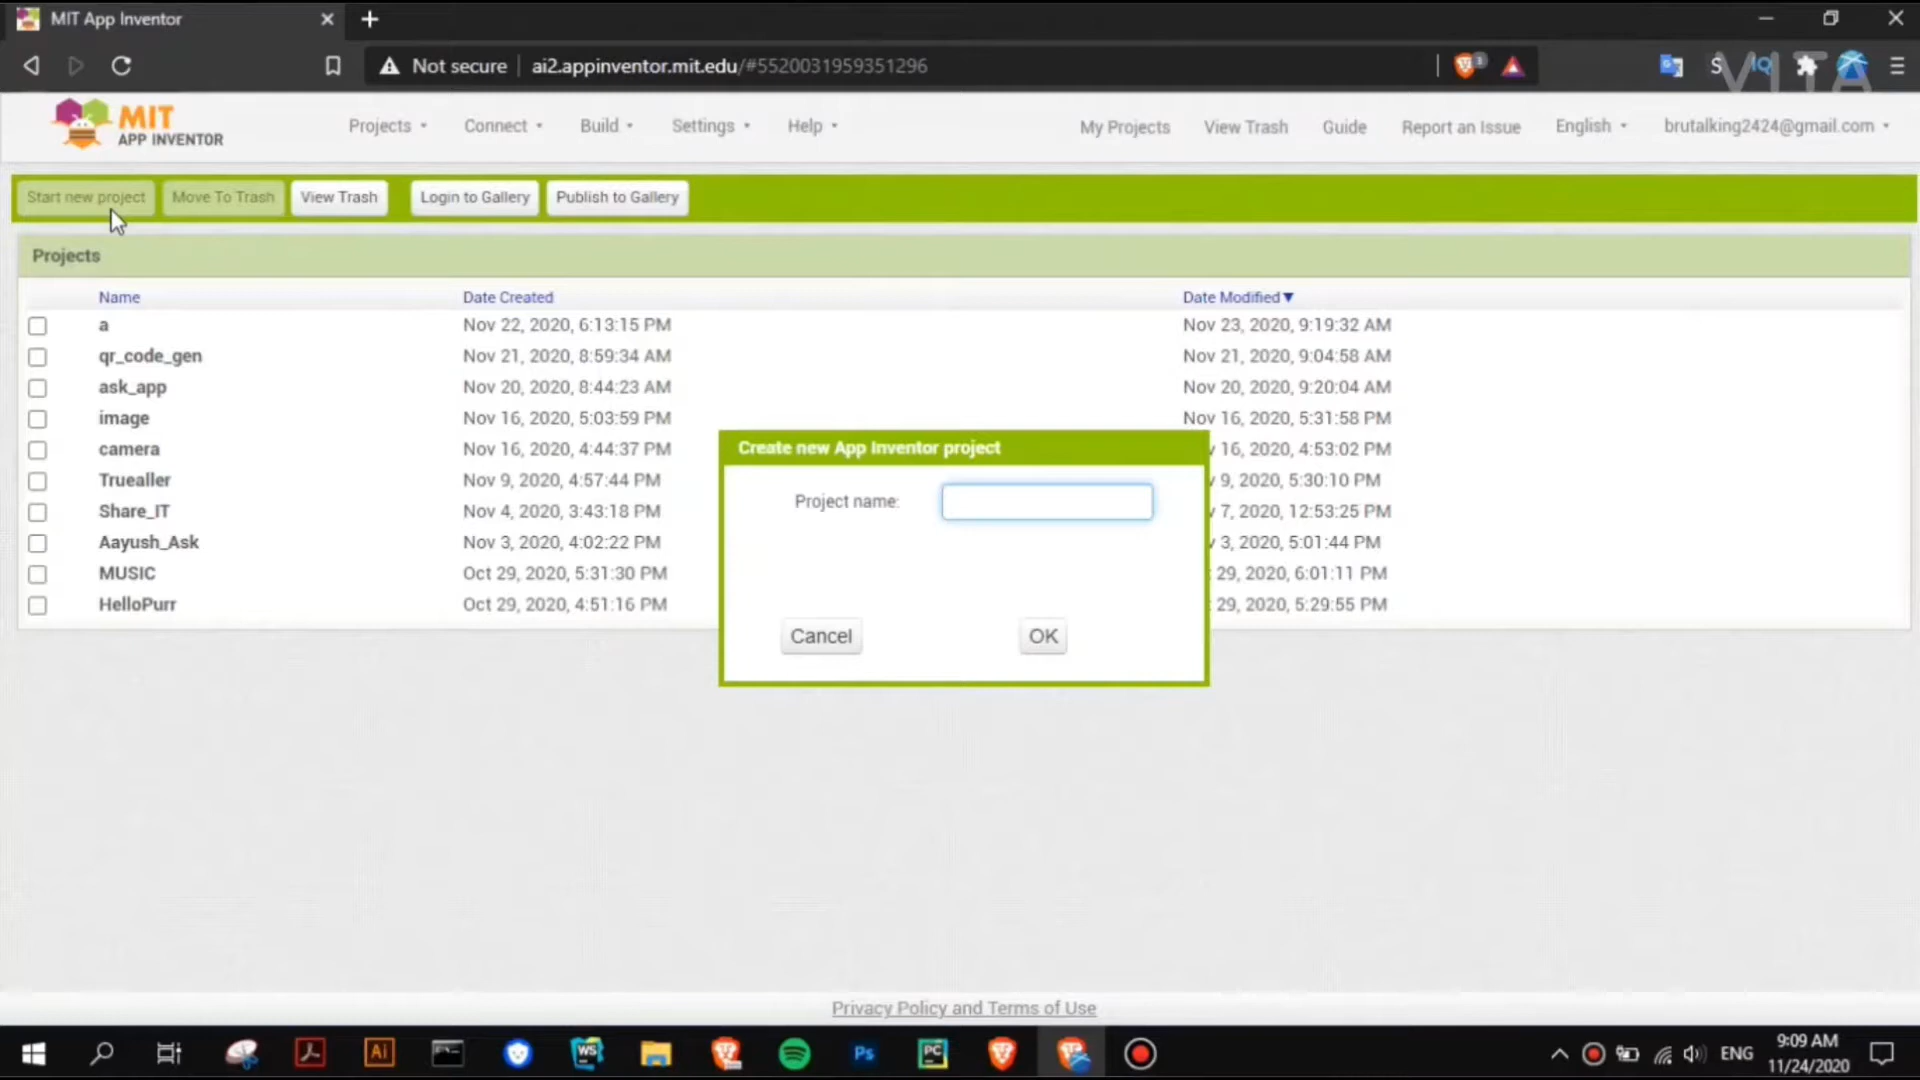 MIT App Inventor
Not secure ai2.appinventor.mit.edu/#5520031959351296
VITA
MIT
APP INVENTOR
Projects Connect Build Settings Help My Projects View Trash Guide Report an Issue English brutalking2424@gmail.com
Start new project Move To Trash View Trash Login to Gallery Publish to Gallery
Projects
Name Date Created Date Modified
a Nov 22, 2020, 6:13:15 PM Nov 23, 2020, 9:19:32 AM
qr_code_gen Nov 21, 2020, 8:59:34 AM Nov 21, 2020, 9:04:58 AM
ask_app Nov 20, 2020, 8:44:23 AM Nov 20, 2020, 9:20:04 AM
image Nov 16, 2020, 5:03:59 PM Nov 16, 2020, 5:31:58 PM
camera Nov 16, 2020, 4:44:37 PM 16, 2020, 4:53:02 PM
Truealler Nov 9, 2020, 4:57:44 PM 9, 2020, 5:30:10 PM
Share_IT Nov 4, 2020, 3:43:18 PM 7, 2020, 12:53:25 PM
Aayush_Ask Nov 3, 2020, 4:02:22 PM 3, 2020, 5:01:44 PM
MUSIC Oct 29, 2020, 5:31:30 PM 29, 2020, 6:01:11 PM
HelloPurr Oct 29, 2020, 4:51:16 PM 29, 2020, 5:29:55 PM
Create new App Inventor project
Project name:
Cancel OK
Privacy Policy and Terms of Use
Ai WS Ps PC ENG
9:09 AM
11/24/2020